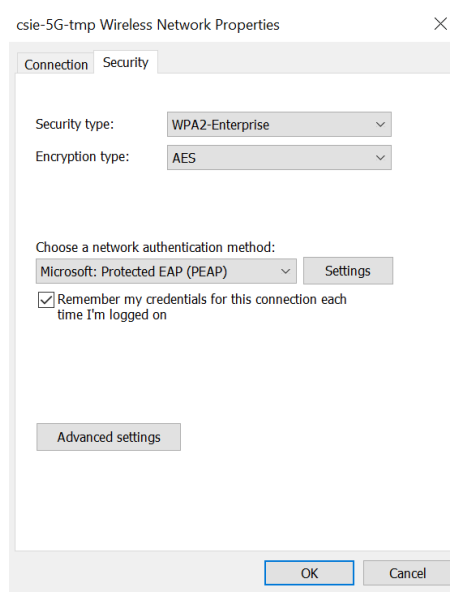 csie-5G-tmp Wireless Network Properties
Connection Security
Security type: WPA2-Enterprise
Encryption type: AES
Choose a network authentication method:
Microsoft: Protected EAP (PEAP) Settings
Remember my credentials for this connection each
time I'm logged on
Advanced settings
OK Cancel